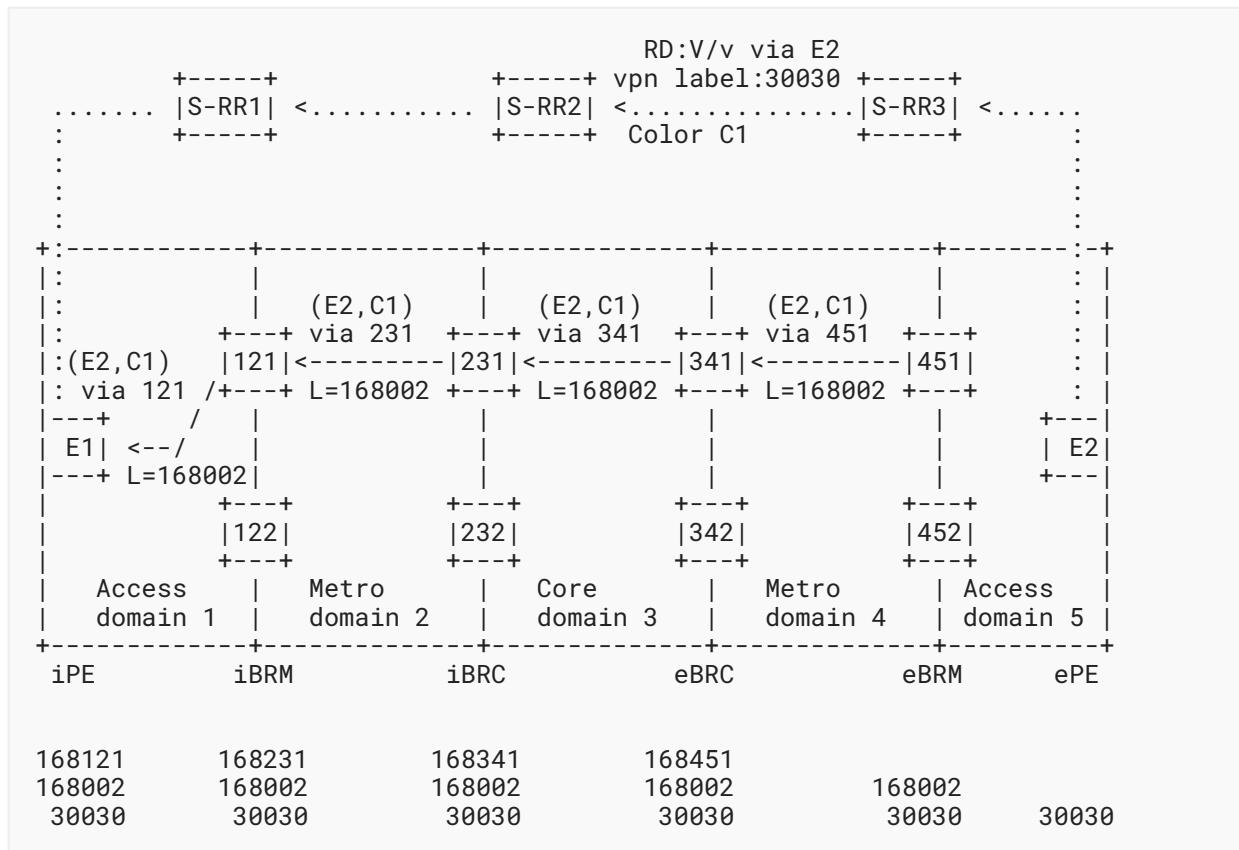 RD:V/v via E2
+-----+ +-----+ vpn label:30030 +-----+
....... |S-RR1| <........... |S-RR2| <...............|S-RR3| <......
: +-----+ +-----+ Color C1 +-----+ :
: :
: :
: :
: :
+:------------+--------------+--------------+--------------+--------:-+
|: | | | | : |
|: | (E2,C1) | (E2,C1) | (E2,C1) | : |
|: +---+ via 231 +---+ via 341 +---+ via 451 +---+ : |
|:(E2,C1) |121|<---------|231|<---------|341|<---------|451| : |
|: via 121 /+---+ L=168002 +---+ L=168002 +---+ L=168002 +---+ : |
|---+ / | | | | +---|
| E1| <--/ | | | | | E2|
|---+ L=168002| | | | +---|
| +---+ +---+ +---+ +---+ |
| |122| |232| |342| |452| |
| +---+ +---+ +---+ +---+ |
| Access | Metro | Core | Metro | Access |
| domain 1 | domain 2 | domain 3 | domain 4 | domain 5 |
+-------------+--------------+--------------+--------------+----------+
iPE iBRM iBRC eBRC eBRM ePE
168121 168231 168341 168451
168002 168002 168002 168002 168002
30030 30030 30030 30030 30030 30030